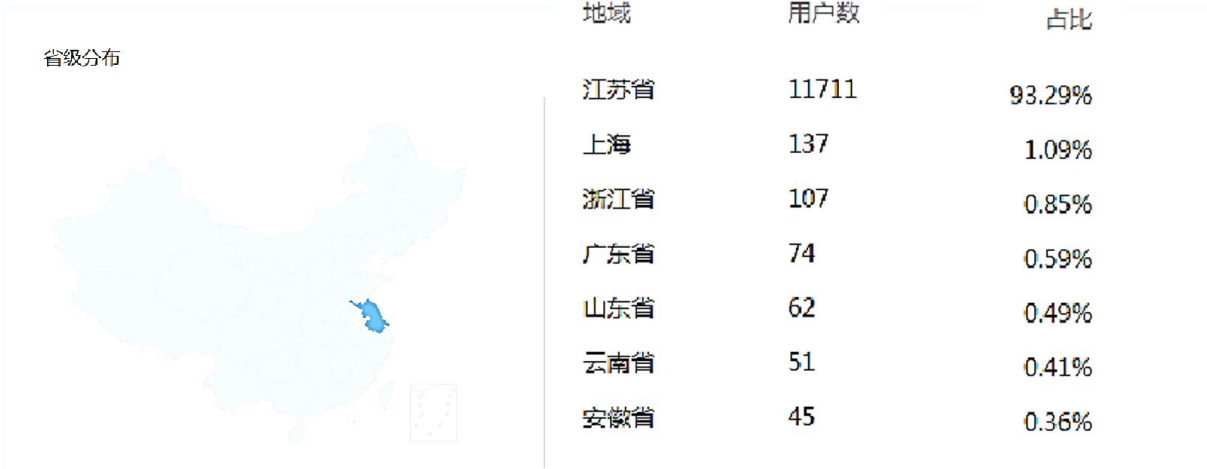 省级分布
地域 用户数 占比
江苏省 11711 93.29%
上海 137 1.09%
浙江省 107 0.85%
广东省 74 0.59%
山东省 62 0.49%
云南省 51 0.41%
安徽省 45 0.36%